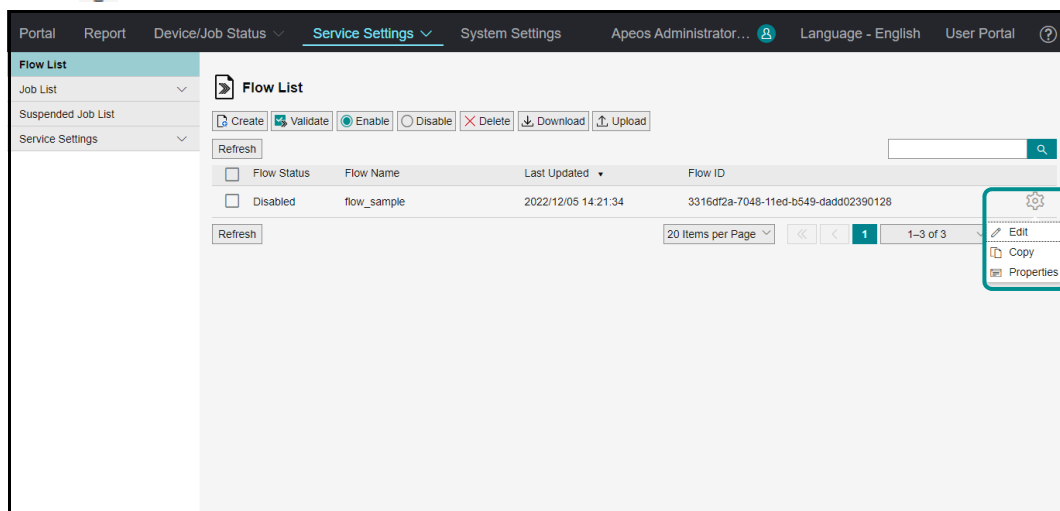 Portal Report Device/Job Status Service Settings System Settings Apeos Administrator… Language - English User Portal ?
Flow List
Job List
Suspended Job List
Service Settings
Flow List
Create Validate Enable Disable Delete Download Upload
Refresh
Flow Status Flow Name Last Updated Flow ID
Disabled flow_sample 2022/12/05 14:21:34 3316df2a-7048-11ed-b549-dadd02390128
Refresh 20 Items per Page 1 1–3 of 3
Edit
Copy
Properties